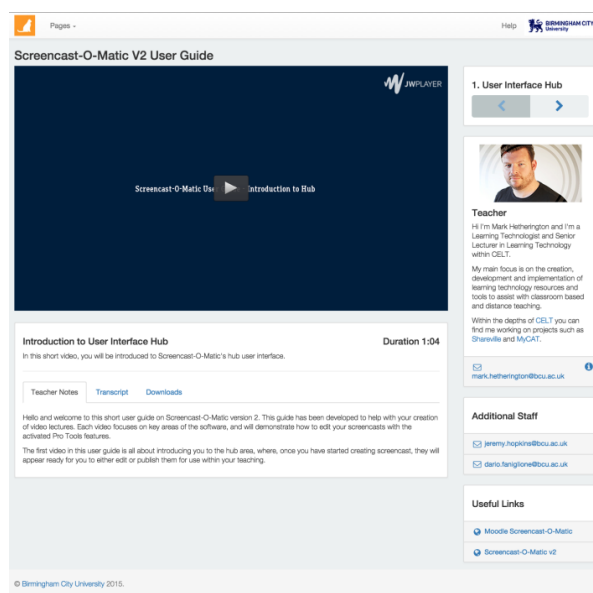 Pages
Help
BIRMINGHAM CITY
University
Screencast-O-Matic V2 User Guide
JWPLAYER
Screencast-O-Matic Use Introduction to Hub
1. User Interface Hub
Teacher
Hi I'm Mark Hetherington and I'm a
Learning Technologist and Senior
Lecturer in Learning Technology
within CELT.
My main focus is on the creation,
development and implementation of
learning technology resources and
tools to assist with classroom based
and distance teaching.
Within the depths of CELT you can
find me working on projects such as
Shareville and MyCAT.
mark.hetherington@bcu.ac.uk
Introduction to User Interface Hub
Duration 1:04
In this short video, you will be introduced to Screencast-O-Matic's hub user interface.
Teacher Notes
Transcript
Downloads
Hello and welcome to this short user guide on Screencast-O-Matic version 2. This guide has been developed to help with your creation
of video lectures. Each video focuses on key areas of the software, and will demonstrate how to edit your screencasts with the
activated Pro Tools features.
The first video in this user guide is all about introducing you to the hub area, where, once you have started creating screencast, they will
appear ready for you to either edit or publish them for use within your teaching.
Additional Staff
jeremy.hopkins@bcu.ac.uk
dario.faniglione@bcu.ac.uk
Useful Links
Moodle Screencast-O-Matic
Screencast-O-Matic v2
© Birmingham City University 2015.